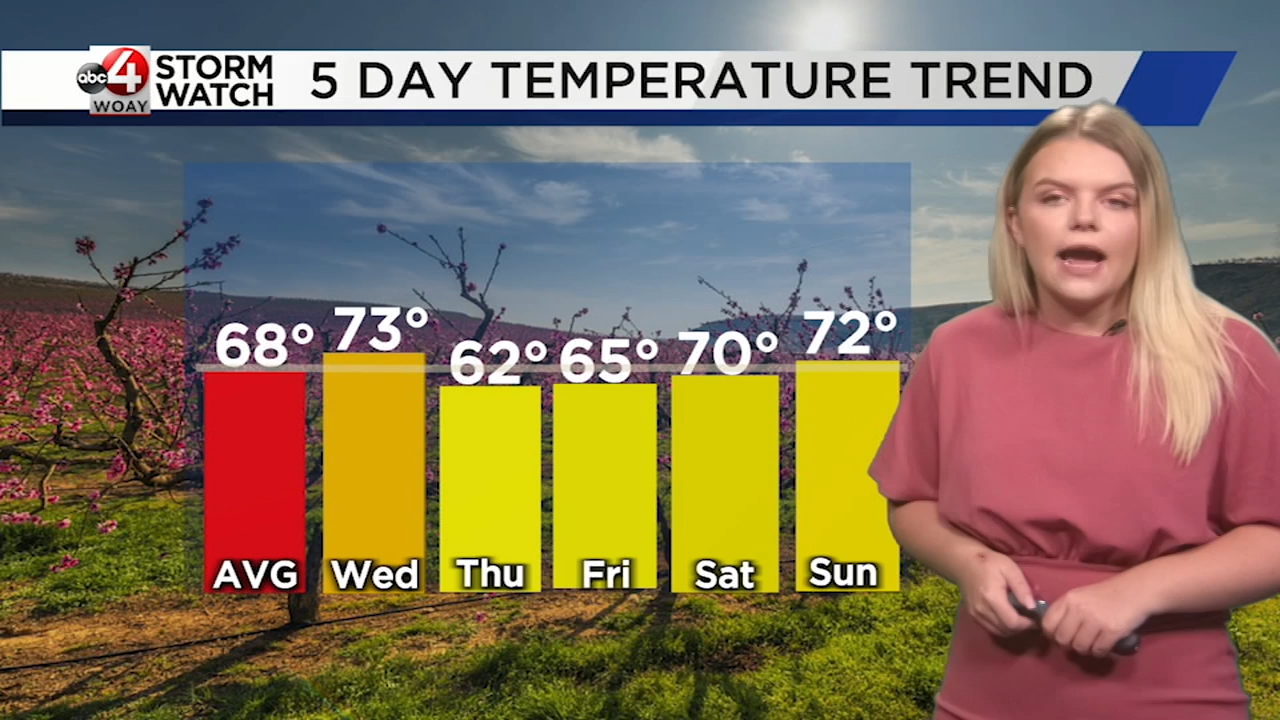 abc 4
WOAY
STORM
WATCH
5 DAY TEMPERATURE TREND
68° 73° 62° 65° 70° 72°
AVG Wed Thu Fri Sat Sun